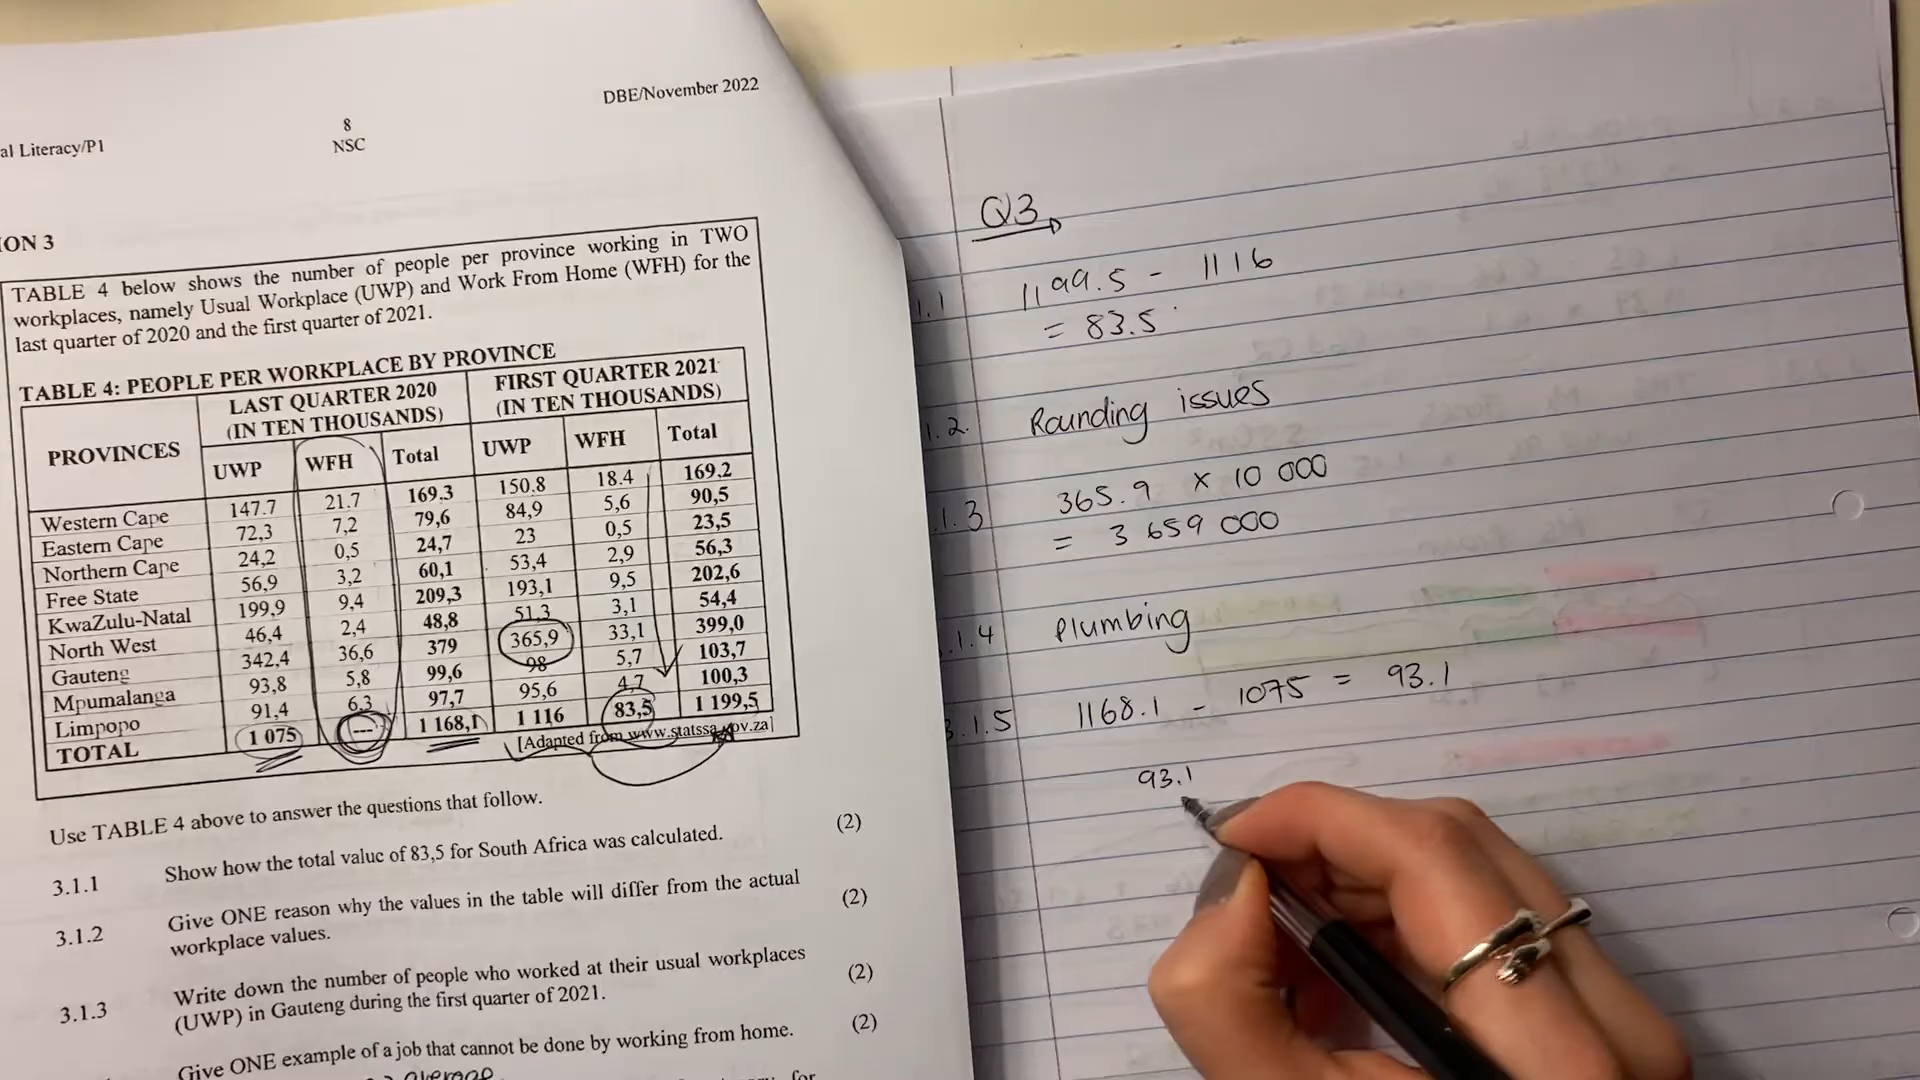 DBE/November 2022
al Literacy/P1
8
NSC
ION 3
TABLE 4 below shows the number of people per province working in TWO
workplaces, namely Usual Workplace (UWP) and Work From Home (WFH) for the
last quarter of 2020 and the first quarter of 2021.
TABLE 4: PEOPLE PER WORKPLACE BY PROVINCE
PROVINCES
LAST QUARTER 2020
(IN TEN THOUSANDS)
FIRST QUARTER 2021
(IN TEN THOUSANDS)
UWP WFH Total UWP WFH Total
Western Cape 147.7 21.7 169.3 150.8 18.4 169.2
Eastern Cape 72,3 7,2 79,6 84,9 5,6 90,5
Northern Cape 24,2 0,5 24,7 23 0,5 23,5
Free State 56,9 3,2 60,1 53,4 2,9 56,3
KwaZulu-Natal 199,9 9,4 209,3 193,1 9,5 202,6
North West 46,4 2,4 48,8 51,3 3,1 54,4
Gauteng 342,4 36,6 379 365,9 33,1 399,0
Mpumalanga 93,8 5,8 99,6 98 5,7 103,7
Limpopo 91,4 6,3 97,7 95,6 4,7 100,3
TOTAL 1 075 --- 1 168,1 1 116 83,5 1 199,5
[Adapted from www.statssa.gov.za]
Use TABLE 4 above to answer the questions that follow.
3.1.1 Show how the total value of 83,5 for South Africa was calculated. (2)
3.1.2 Give ONE reason why the values in the table will differ from the actual
workplace values. (2)
3.1.3 Write down the number of people who worked at their usual workplaces
(UWP) in Gauteng during the first quarter of 2021. (2)
Give ONE example of a job that cannot be done by working from home. (2)
average
for
Q3
1.1 1199.5 - 1116
= 83.5
1.2. Rounding issues
.1.3 365.9 x 10 000
= 3 659 000
.1.4 Plumbing
3.1.5 1168.1 - 1075 = 93.1
93.1